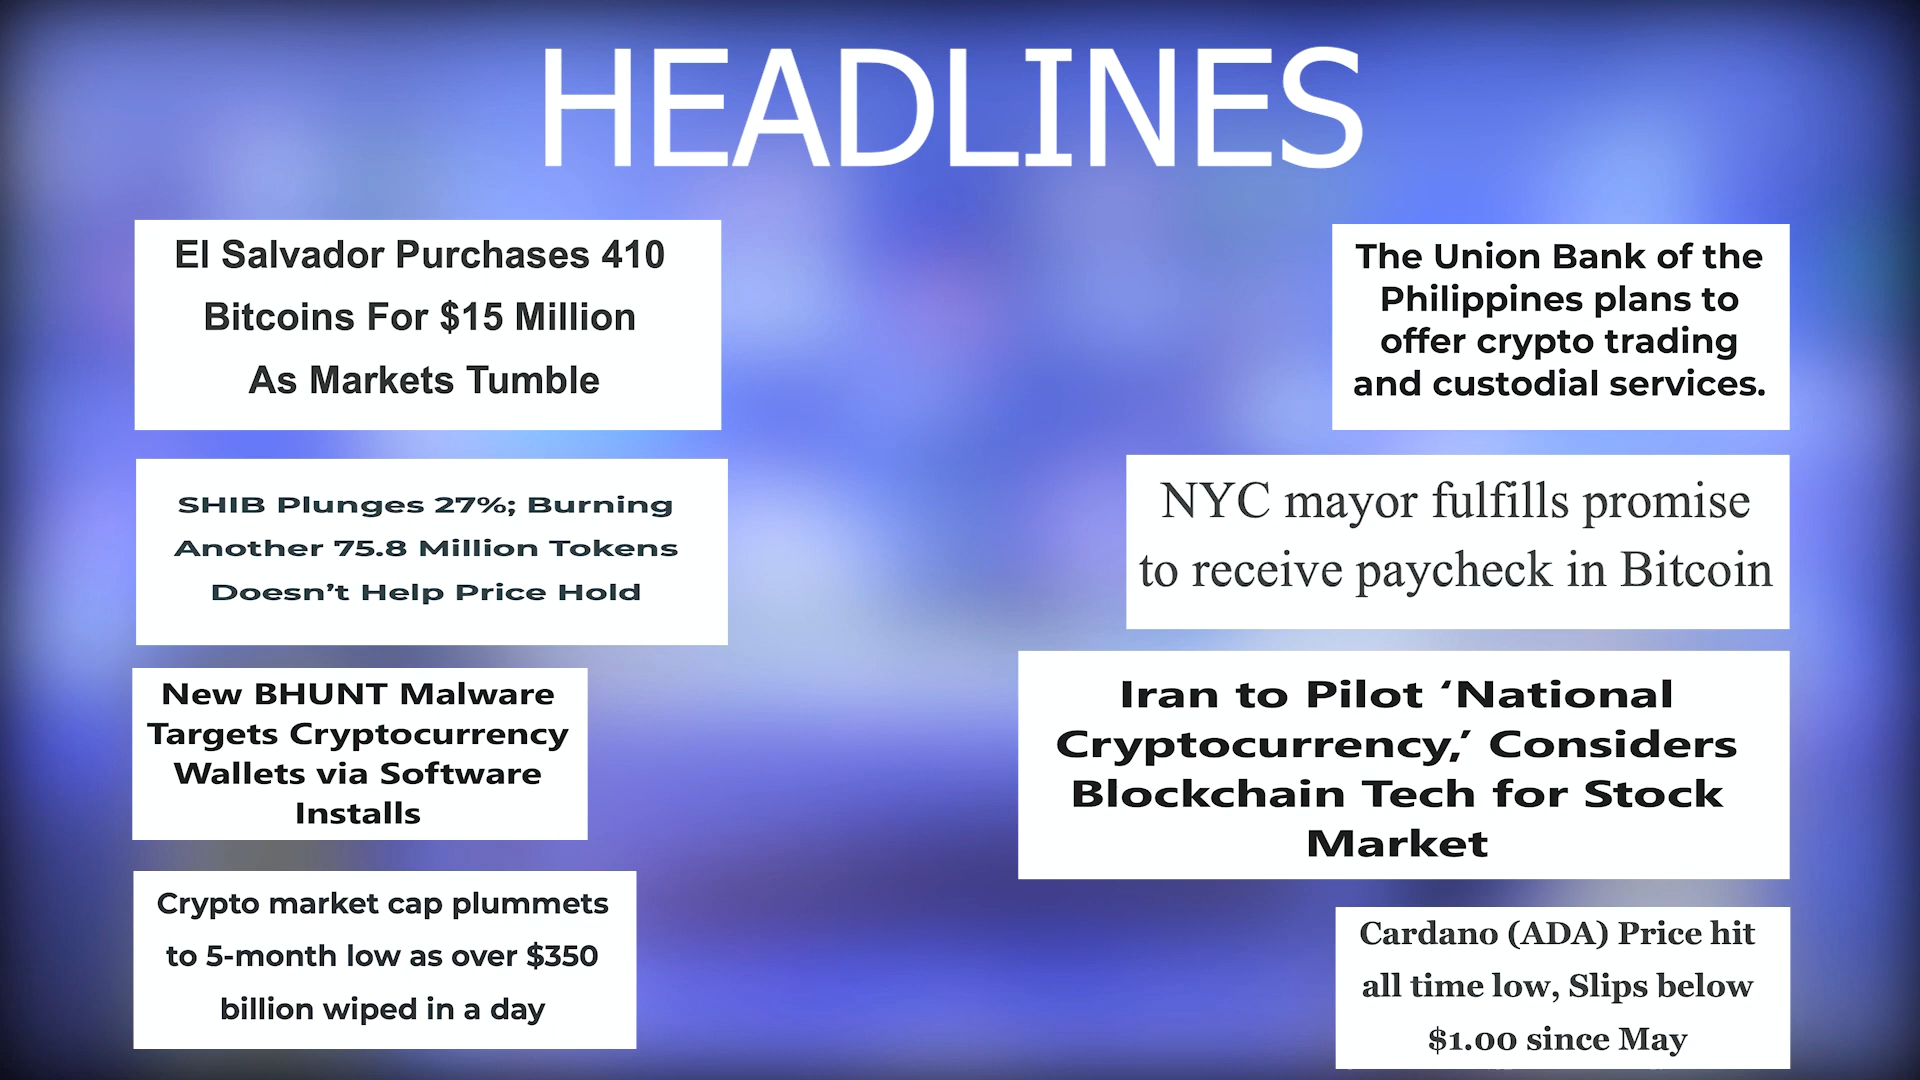 HEADLINES
El Salvador Purchases 410
Bitcoins For $15 Million
As Markets Tumble
SHIB Plunges 27%; Burning
Another 75.8 Million Tokens
Doesn’t Help Price Hold
New BHUNT Malware
Targets Cryptocurrency
Wallets via Software
Installs
Crypto market cap plummets
to 5-month low as over $350
billion wiped in a day
The Union Bank of the
Philippines plans to
offer crypto trading
and custodial services.
NYC mayor fulfills promise
to receive paycheck in Bitcoin
Iran to Pilot ‘National
Cryptocurrency,’ Considers
Blockchain Tech for Stock
Market
Cardano (ADA) Price hit
all time low, Slips below
$1.00 since May